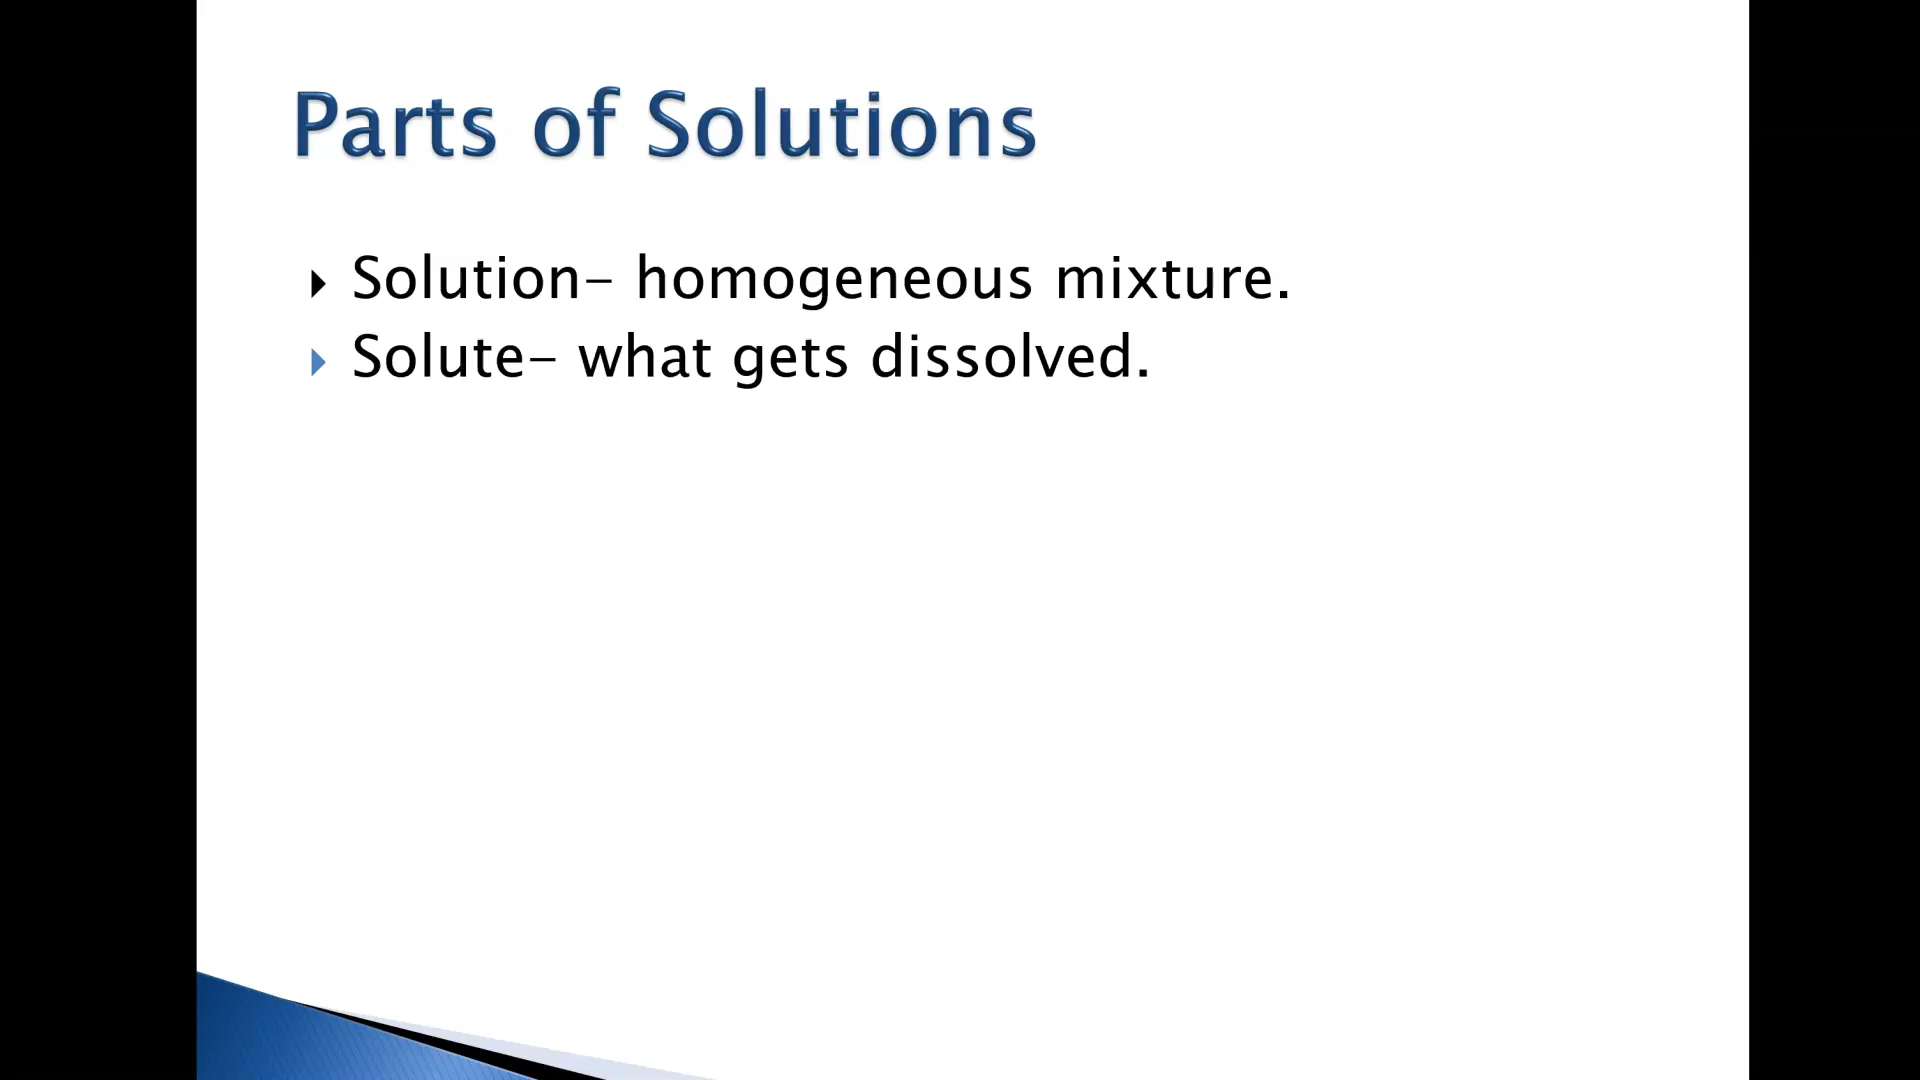 Parts of Solutions
Solution- homogeneous mixture.
Solute- what gets dissolved.